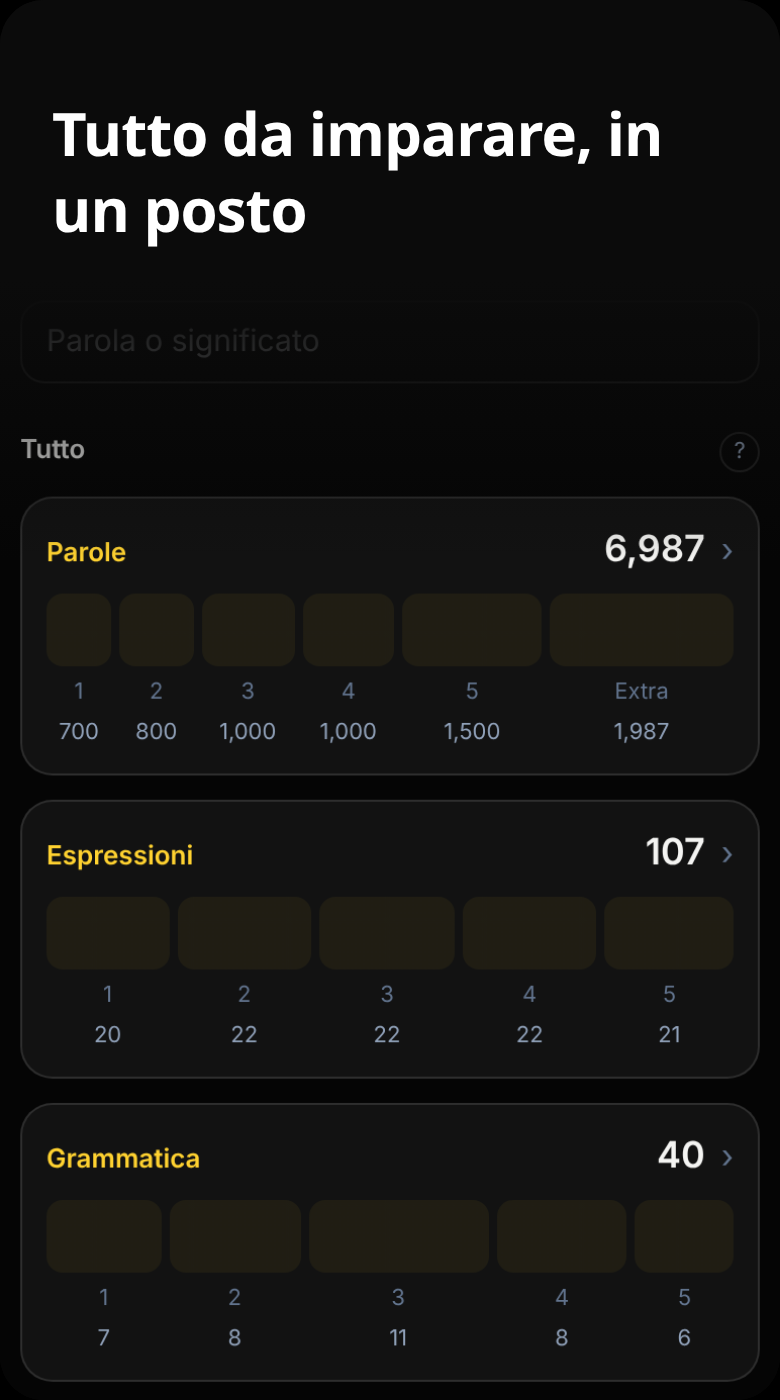 Tutto da imparare, in
un posto
Parola o significato
Tutto ?
Parole 6,987 ›
1 2 3 4 5 Extra
700 800 1,000 1,000 1,500 1,987
Espressioni 107 ›
1 2 3 4 5
20 22 22 22 21
Grammatica 40 ›
1 2 3 4 5
7 8 11 8 6